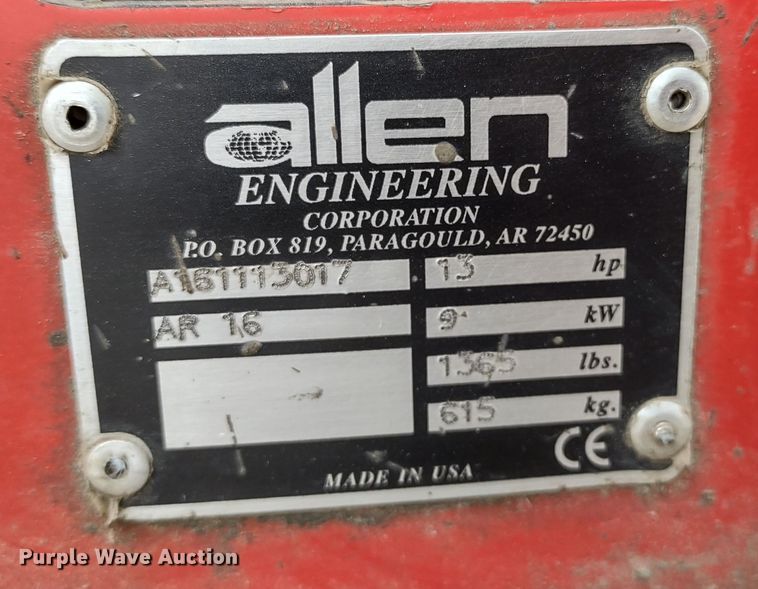 allen
ENGINEERING
CORPORATION
P.O. BOX 819, PARAGOULD, AR 72450
A161113017 13 hp
AR 16 9 kW
1365 lbs.
615 kg.
CE
MADE IN USA
Purple Wave Auction